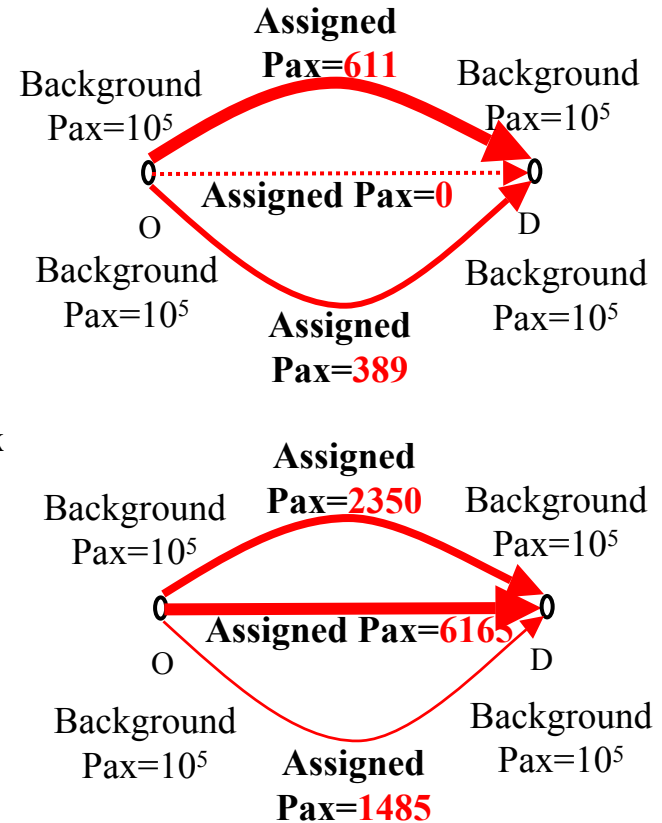 Assigned
Pax=611
Background
Pax=10⁵
Background
Pax=10⁵
Assigned Pax=0
O
D
Background
Pax=10⁵
Background
Pax=10⁵
Assigned
Pax=389
Assigned
Pax=2350
Background
Pax=10⁵
Background
Pax=10⁵
Assigned Pax=6165
O
D
Background
Pax=10⁵
Background
Pax=10⁵
Assigned
Pax=1485